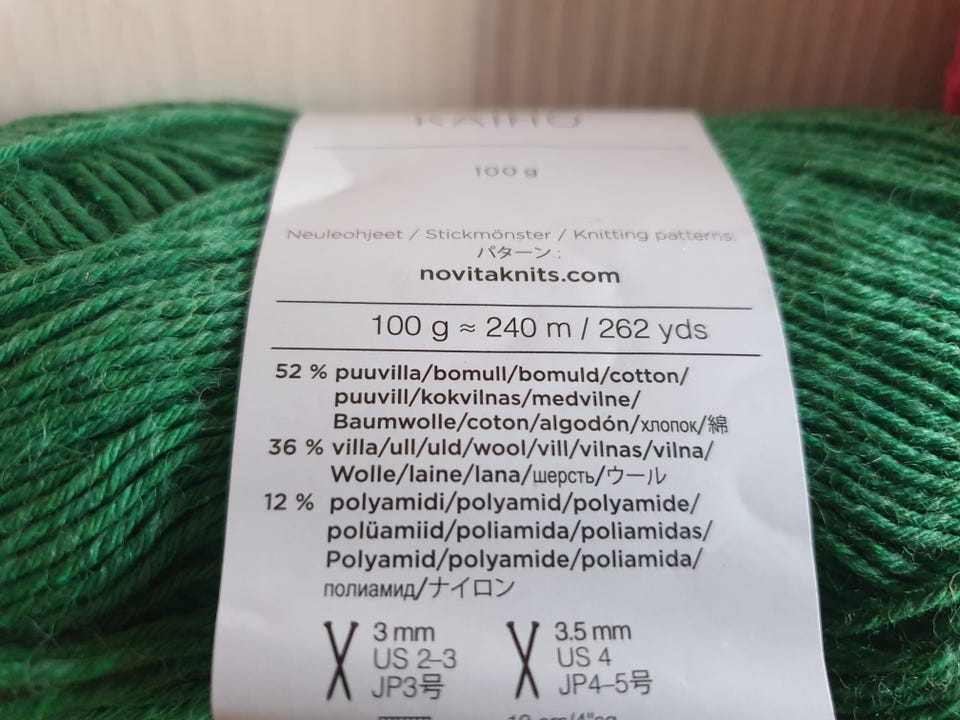 KAIHO
100 g
Neuleohjeet / Stickmönster / Knitting patterns:
パターン :
novitaknits.com
100 g ≈ 240 m / 262 yds
52 % puuvilla/bomull/bomuld/cotton/
puuvill/kokvilnas/medvilne/
Baumwolle/coton/algodón/хлопок/綿
36 % villa/ull/uld/wool/vill/vilnas/vilna/
Wolle/laine/lana/шерсть/ウール
12 % polyamidi/polyamid/polyamide/
polüamiid/poliamida/poliamidas/
Polyamid/polyamide/poliamida/
полиамид/ナイロン
3 mm 3.5 mm
US 2–3 US 4
JP3号 JP4–5号